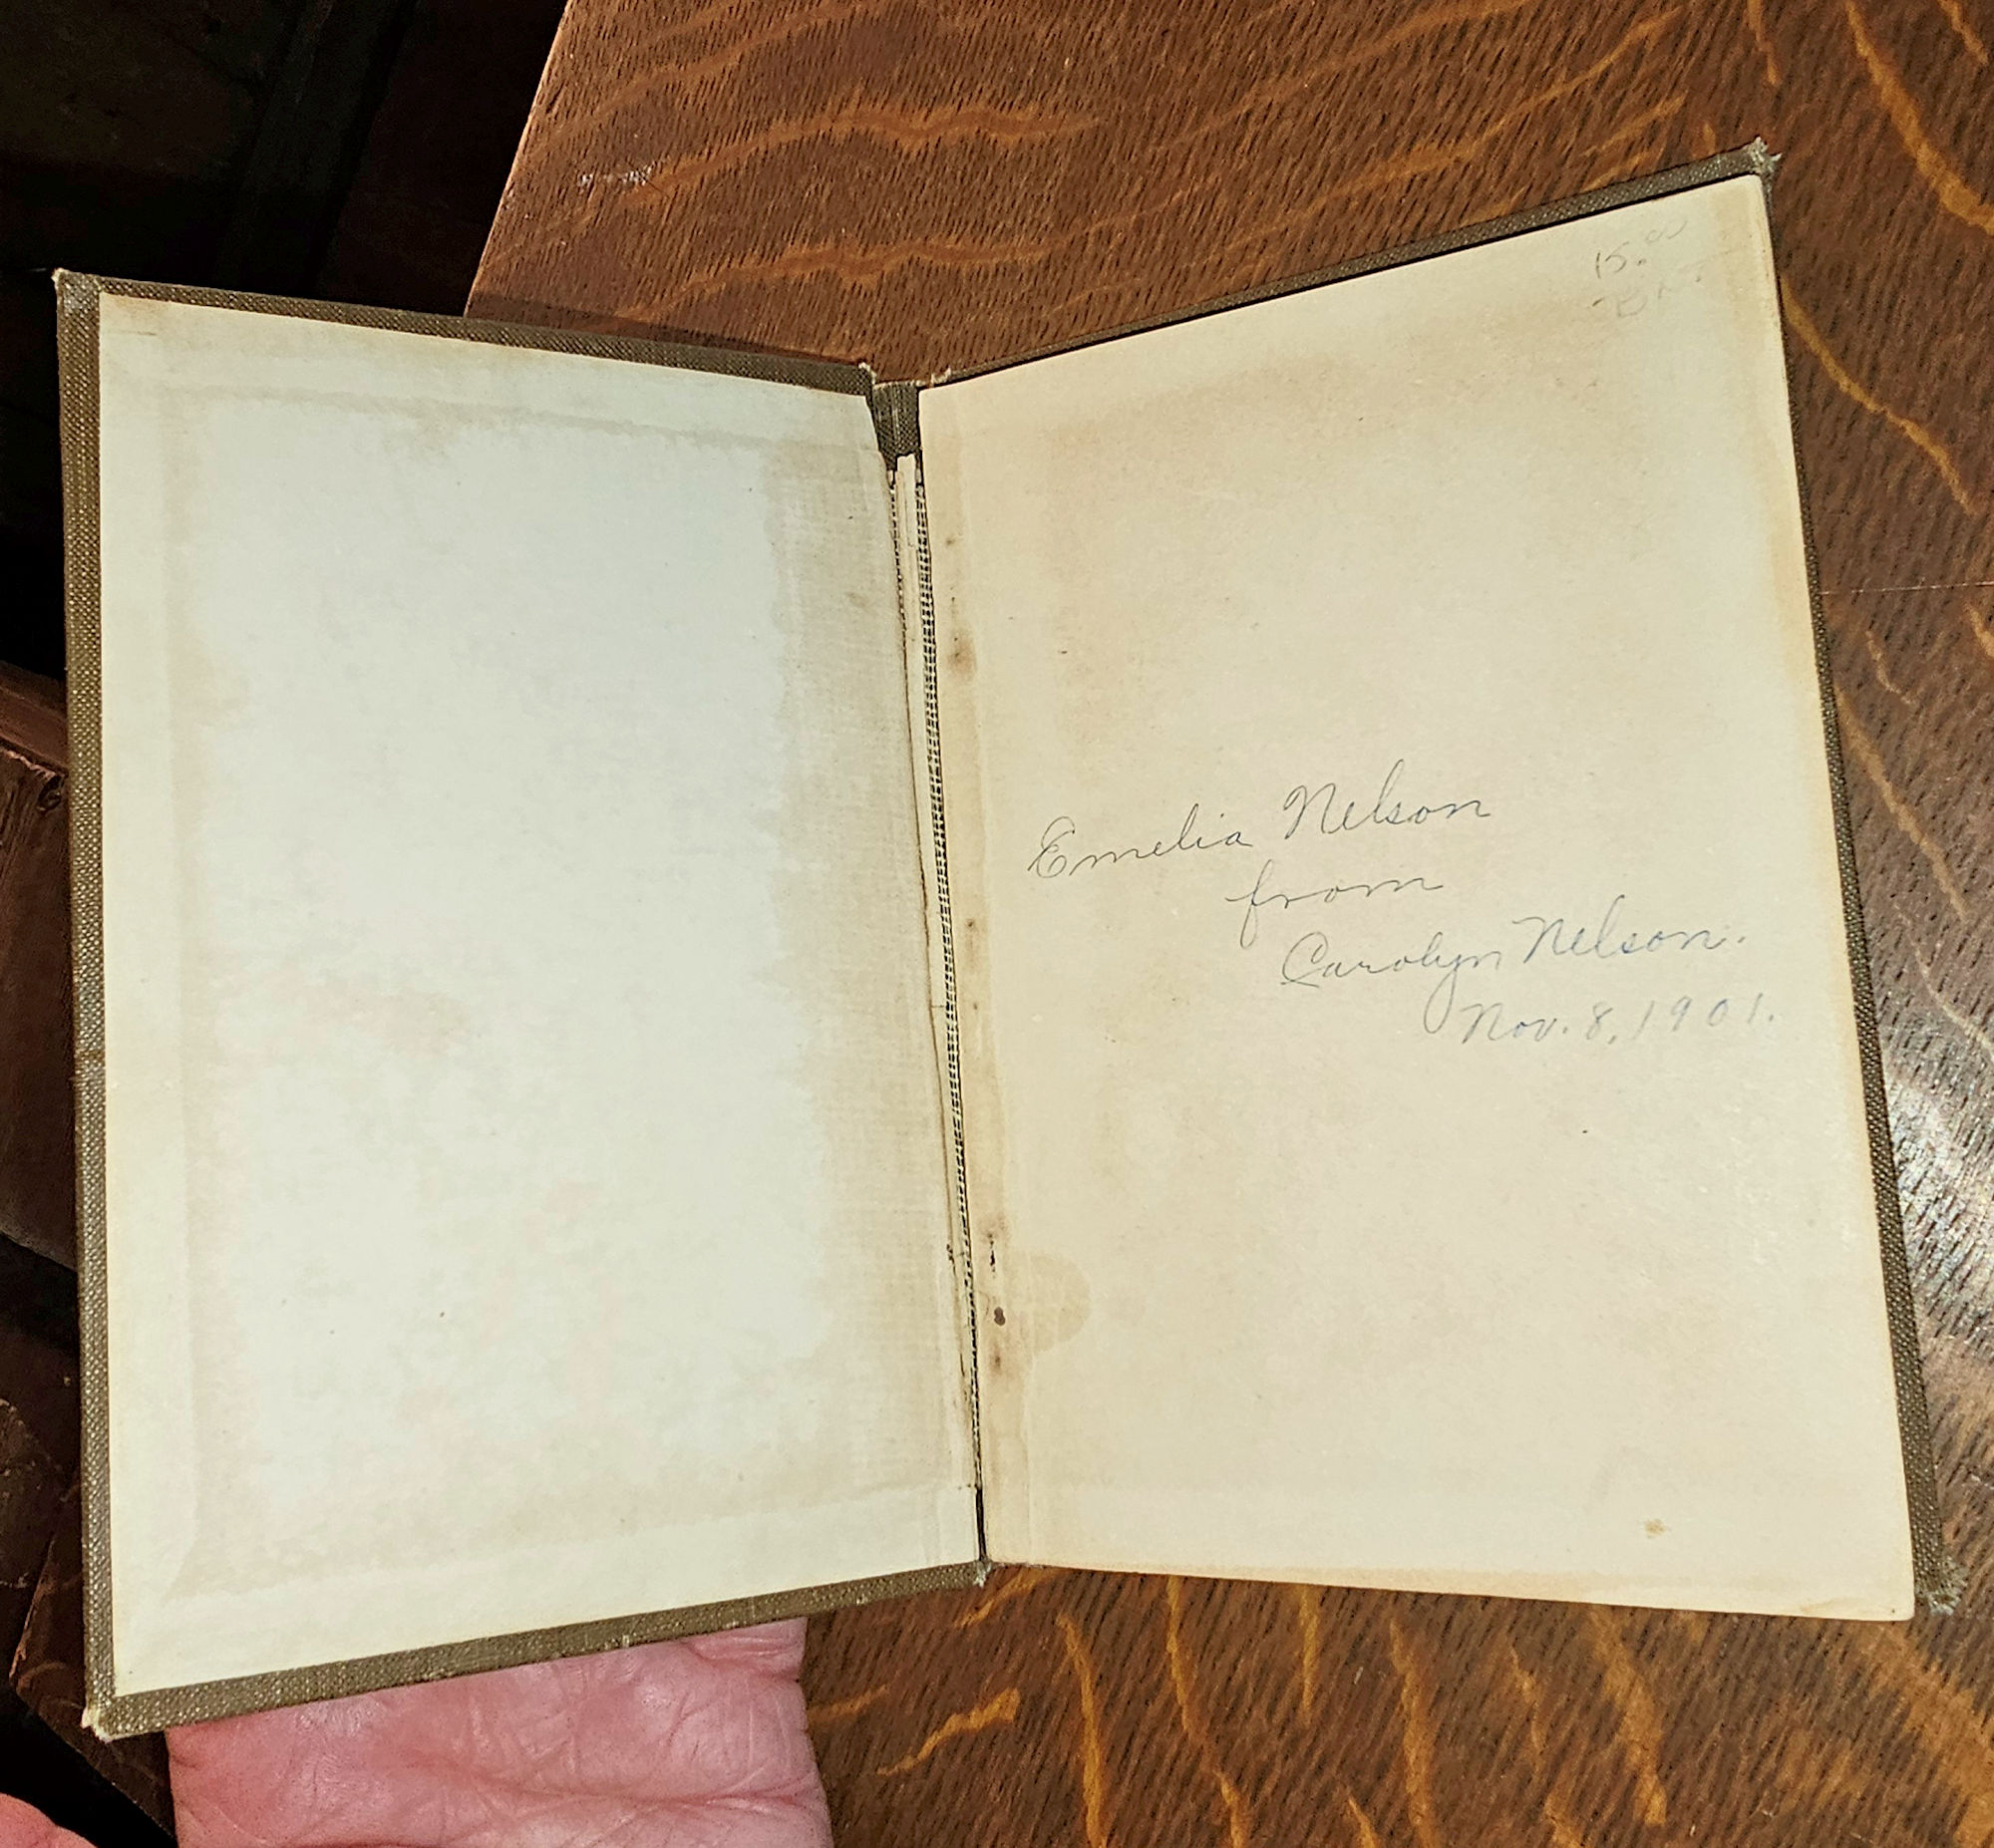 15.00
Emelia Nelson
from
Carolyn Nelson.
Nov. 8, 1901.